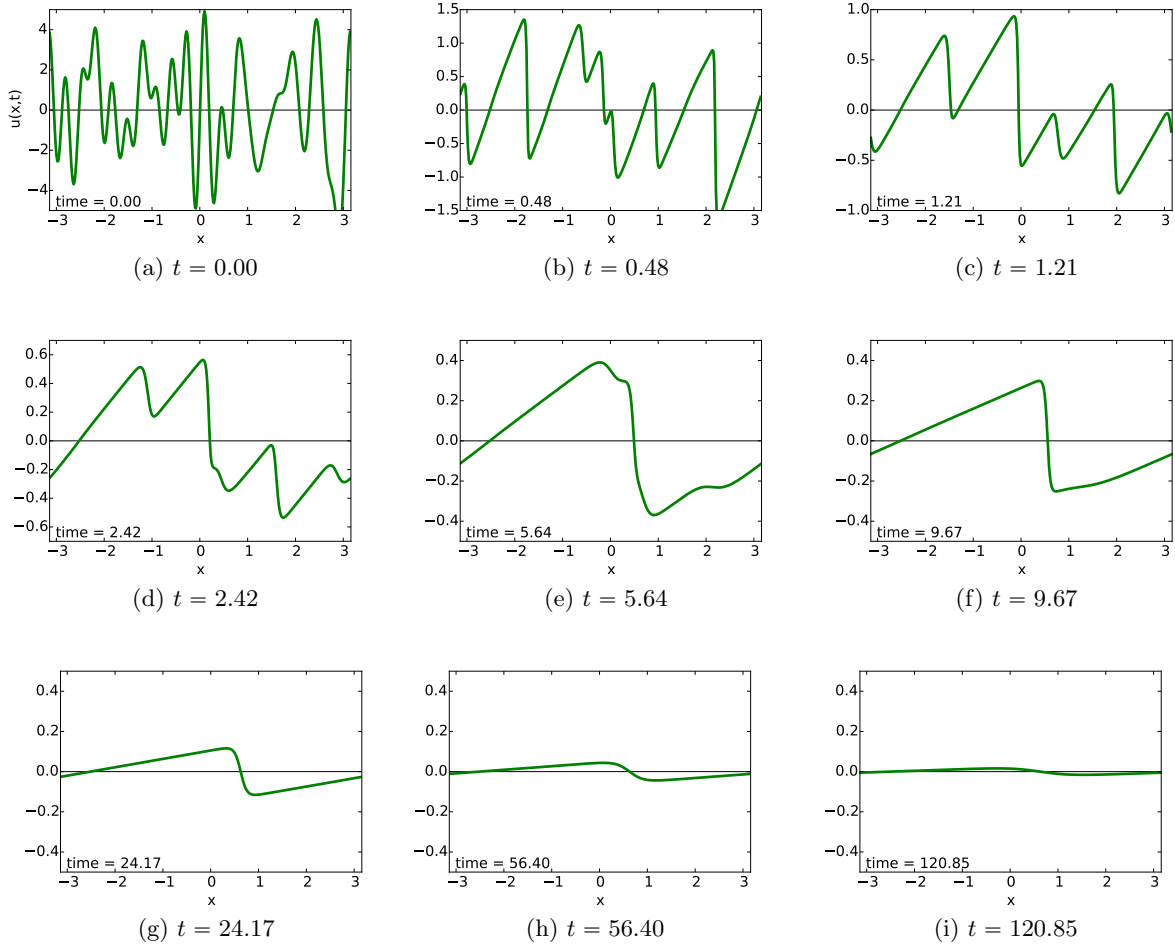 4
2
0
−2
−4
u(x,t)
time = 0.00
−3 −2 −1 0 1 2 3
x
(a) t = 0.00
1.5
1.0
0.5
0.0
−0.5
−1.0
−1.5
time = 0.48
−3 −2 −1 0 1 2 3
x
(b) t = 0.48
1.0
0.5
0.0
−0.5
−1.0
time = 1.21
−3 −2 −1 0 1 2 3
x
(c) t = 1.21
0.6
0.4
0.2
0.0
−0.2
−0.4
−0.6
time = 2.42
−3 −2 −1 0 1 2 3
x
(d) t = 2.42
0.4
0.2
0.0
−0.2
−0.4
time = 5.64
−3 −2 −1 0 1 2 3
x
(e) t = 5.64
0.4
0.2
0.0
−0.2
−0.4
time = 9.67
−3 −2 −1 0 1 2 3
x
(f) t = 9.67
0.4
0.2
0.0
−0.2
−0.4
time = 24.17
−3 −2 −1 0 1 2 3
x
(g) t = 24.17
0.4
0.2
0.0
−0.2
−0.4
time = 56.40
−3 −2 −1 0 1 2 3
x
(h) t = 56.40
0.4
0.2
0.0
−0.2
−0.4
time = 120.85
−3 −2 −1 0 1 2 3
x
(i) t = 120.85